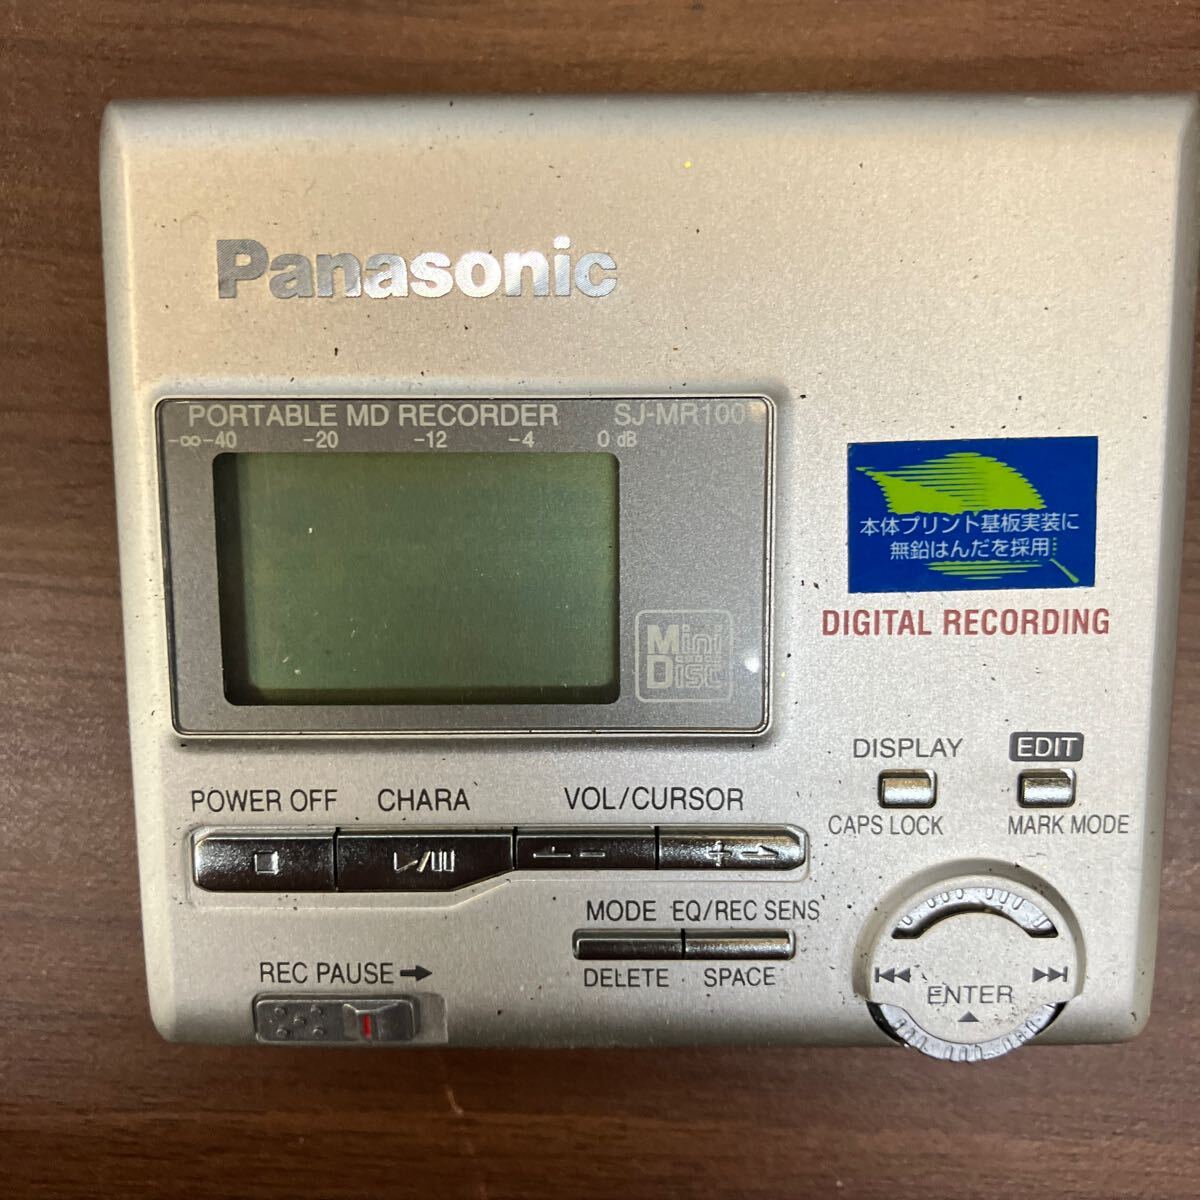 Panasonic
PORTABLE MD RECORDER SJ-MR100
-∞ -40 -20 -12 -4 0 dB
Mini
Disc
本体プリント基板実装に
無鉛はんだを採用
DIGITAL RECORDING
DISPLAY EDIT
CAPS LOCK MARK MODE
POWER OFF CHARA VOL/CURSOR
MODE EQ/REC SENS
DELETE SPACE
REC PAUSE →
ENTER